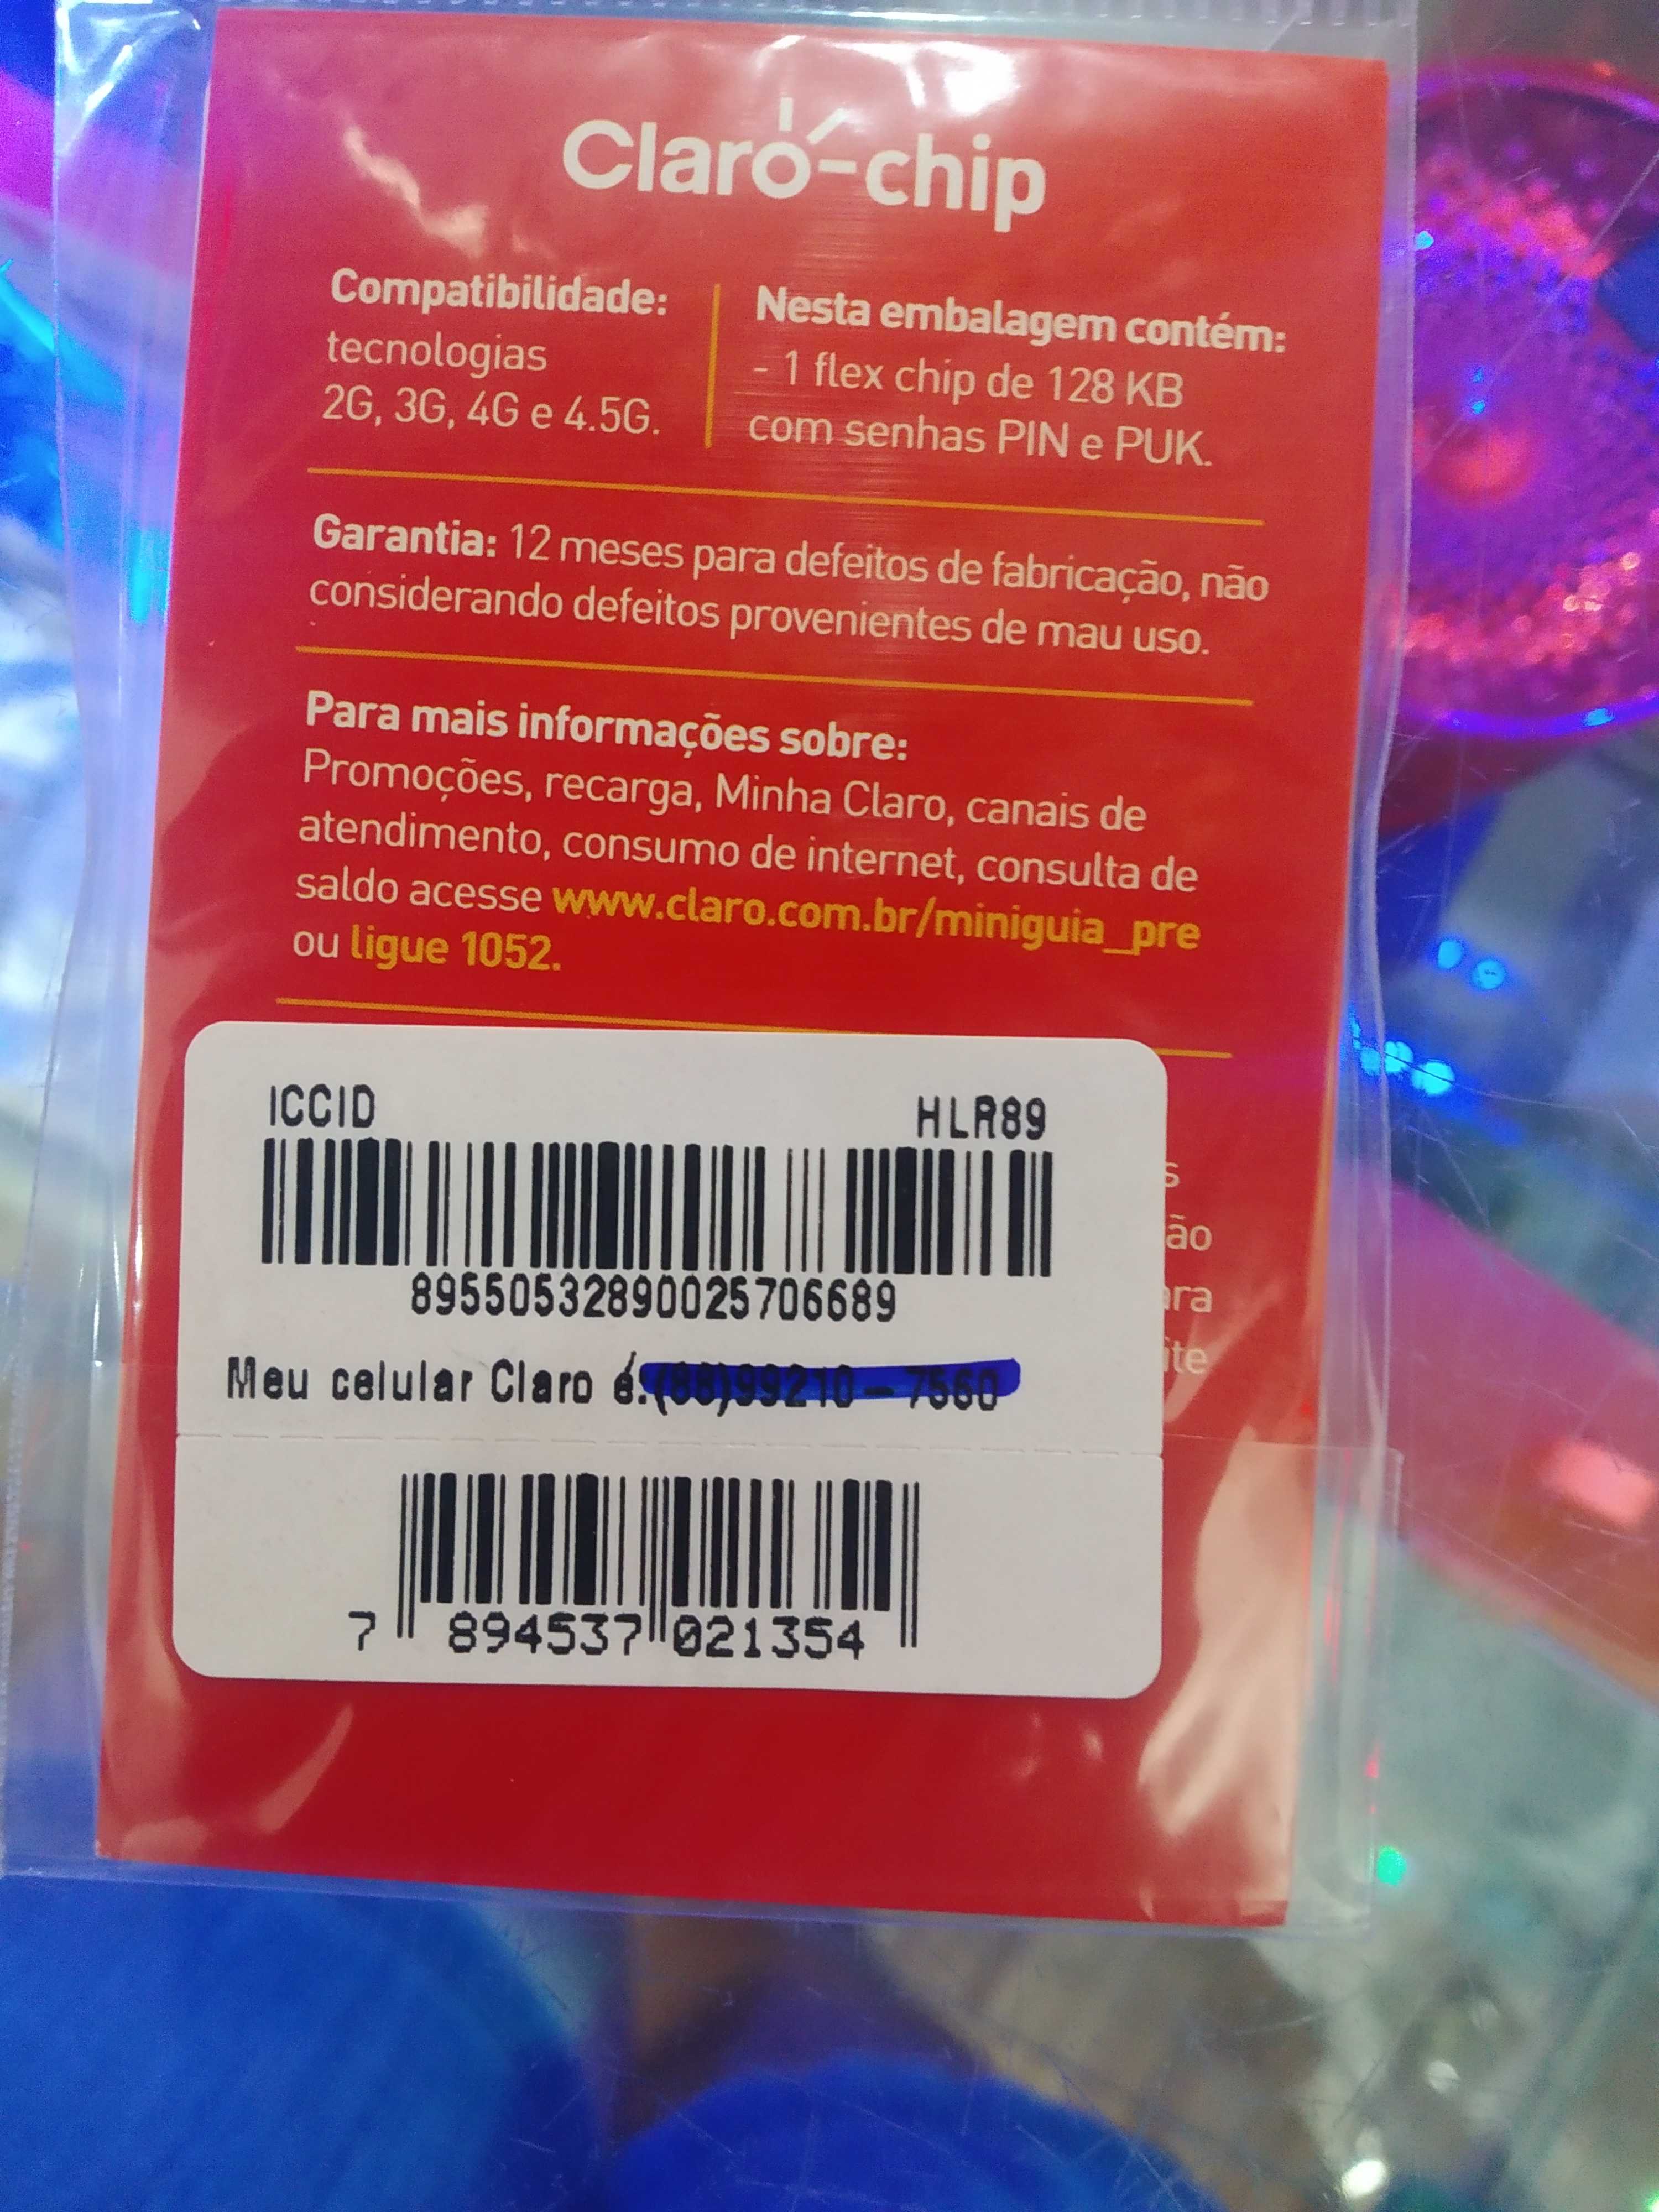 Claro-chip
Compatibilidade:
tecnologias
2G, 3G, 4G e 4.5G.
Nesta embalagem contém:
- 1 flex chip de 128 KB
com senhas PIN e PUK.
Garantia: 12 meses para defeitos de fabricação, não
considerando defeitos provenientes de mau uso.
Para mais informações sobre:
Promoções, recarga, Minha Claro, canais de
atendimento, consumo de internet, consulta de
saldo acesse www.claro.com.br/miniguia_pre
ou ligue 1052.
ICCID HLR89
89550532890025706689
Meu celular Claro é:
7 894537 021354